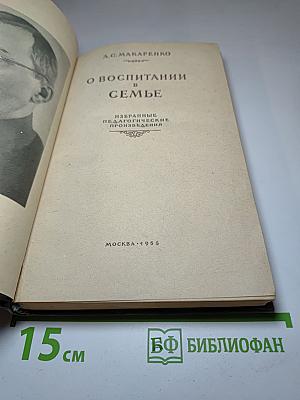 А. С. МАКАРЕНКО
О ВОСПИТАНИИ
В
СЕМЬЕ
ИЗБРАННЫЕ
ПЕДАГОГИЧЕСКИЕ
ПРОИЗВЕДЕНИЯ
МОСКВА · 1955
15 см
БФ БИБЛИОФАН